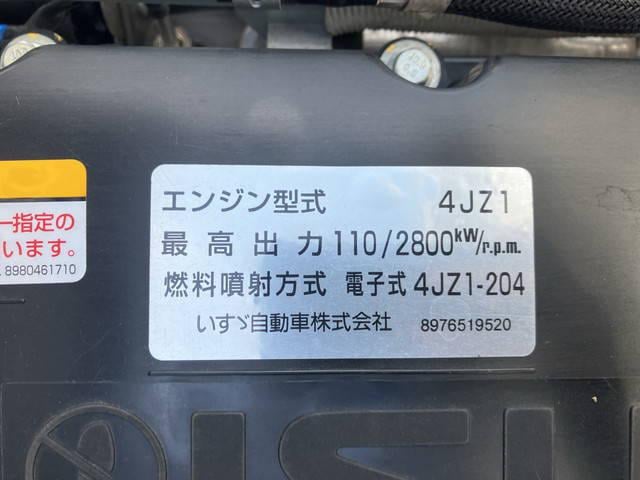 エンジン型式 4JZ1
最高出力 110/2800kW/r.p.m.
燃料噴射方式 電子式 4JZ1-204
いすゞ自動車株式会社 8976519520
指定の
います。
8980461710